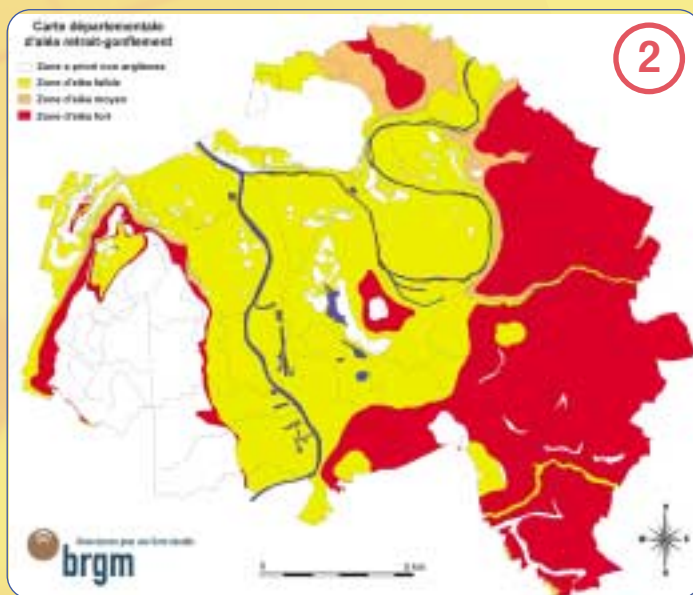 Carte départementale
d'aléa retrait-gonflement
Zone a priori non argileuse
Zone d'aléa faible
Zone d'aléa moyen
Zone d'aléa fort
2
brgm